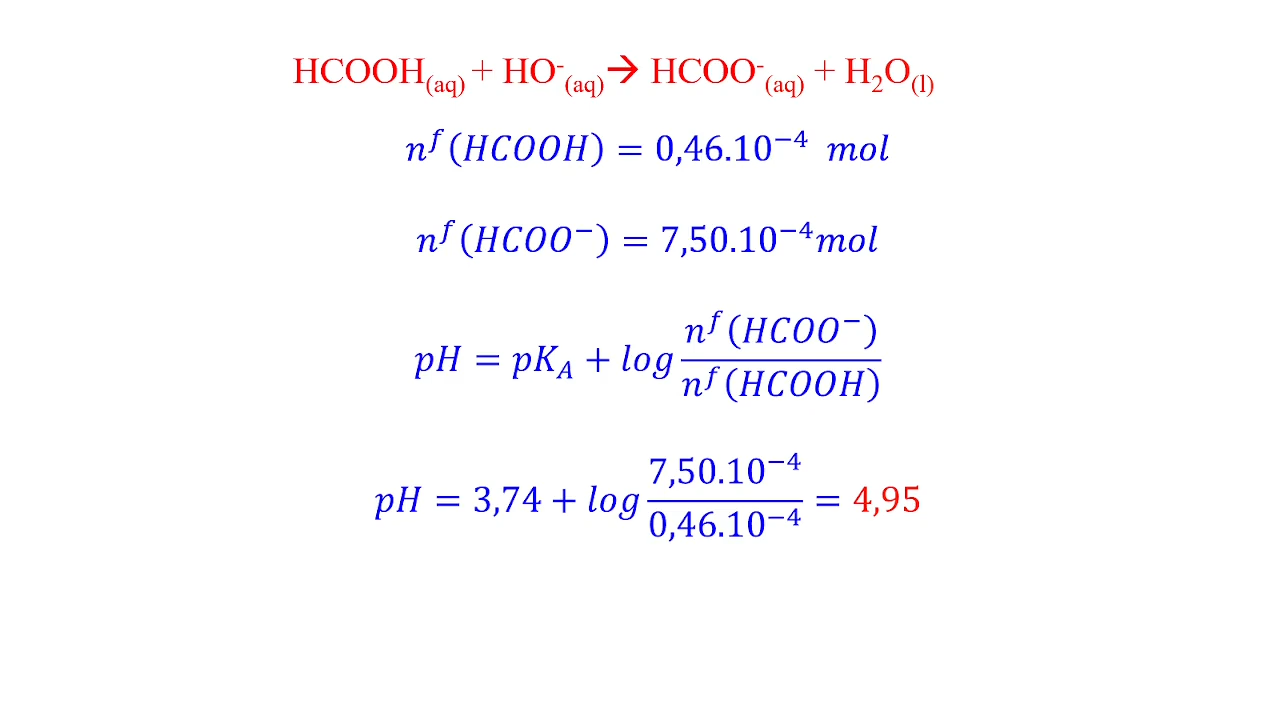 HCOOH(aq) + HO⁻(aq)→ HCOO⁻(aq) + H₂O(l)
nᶠ(HCOOH) = 0,46.10⁻⁴ mol
nᶠ(HCOO⁻) = 7,50.10⁻⁴mol
pH = pK_A + log nᶠ(HCOO⁻)/nᶠ(HCOOH)
pH = 3,74 + log 7,50.10⁻⁴/0,46.10⁻⁴ = 4,95